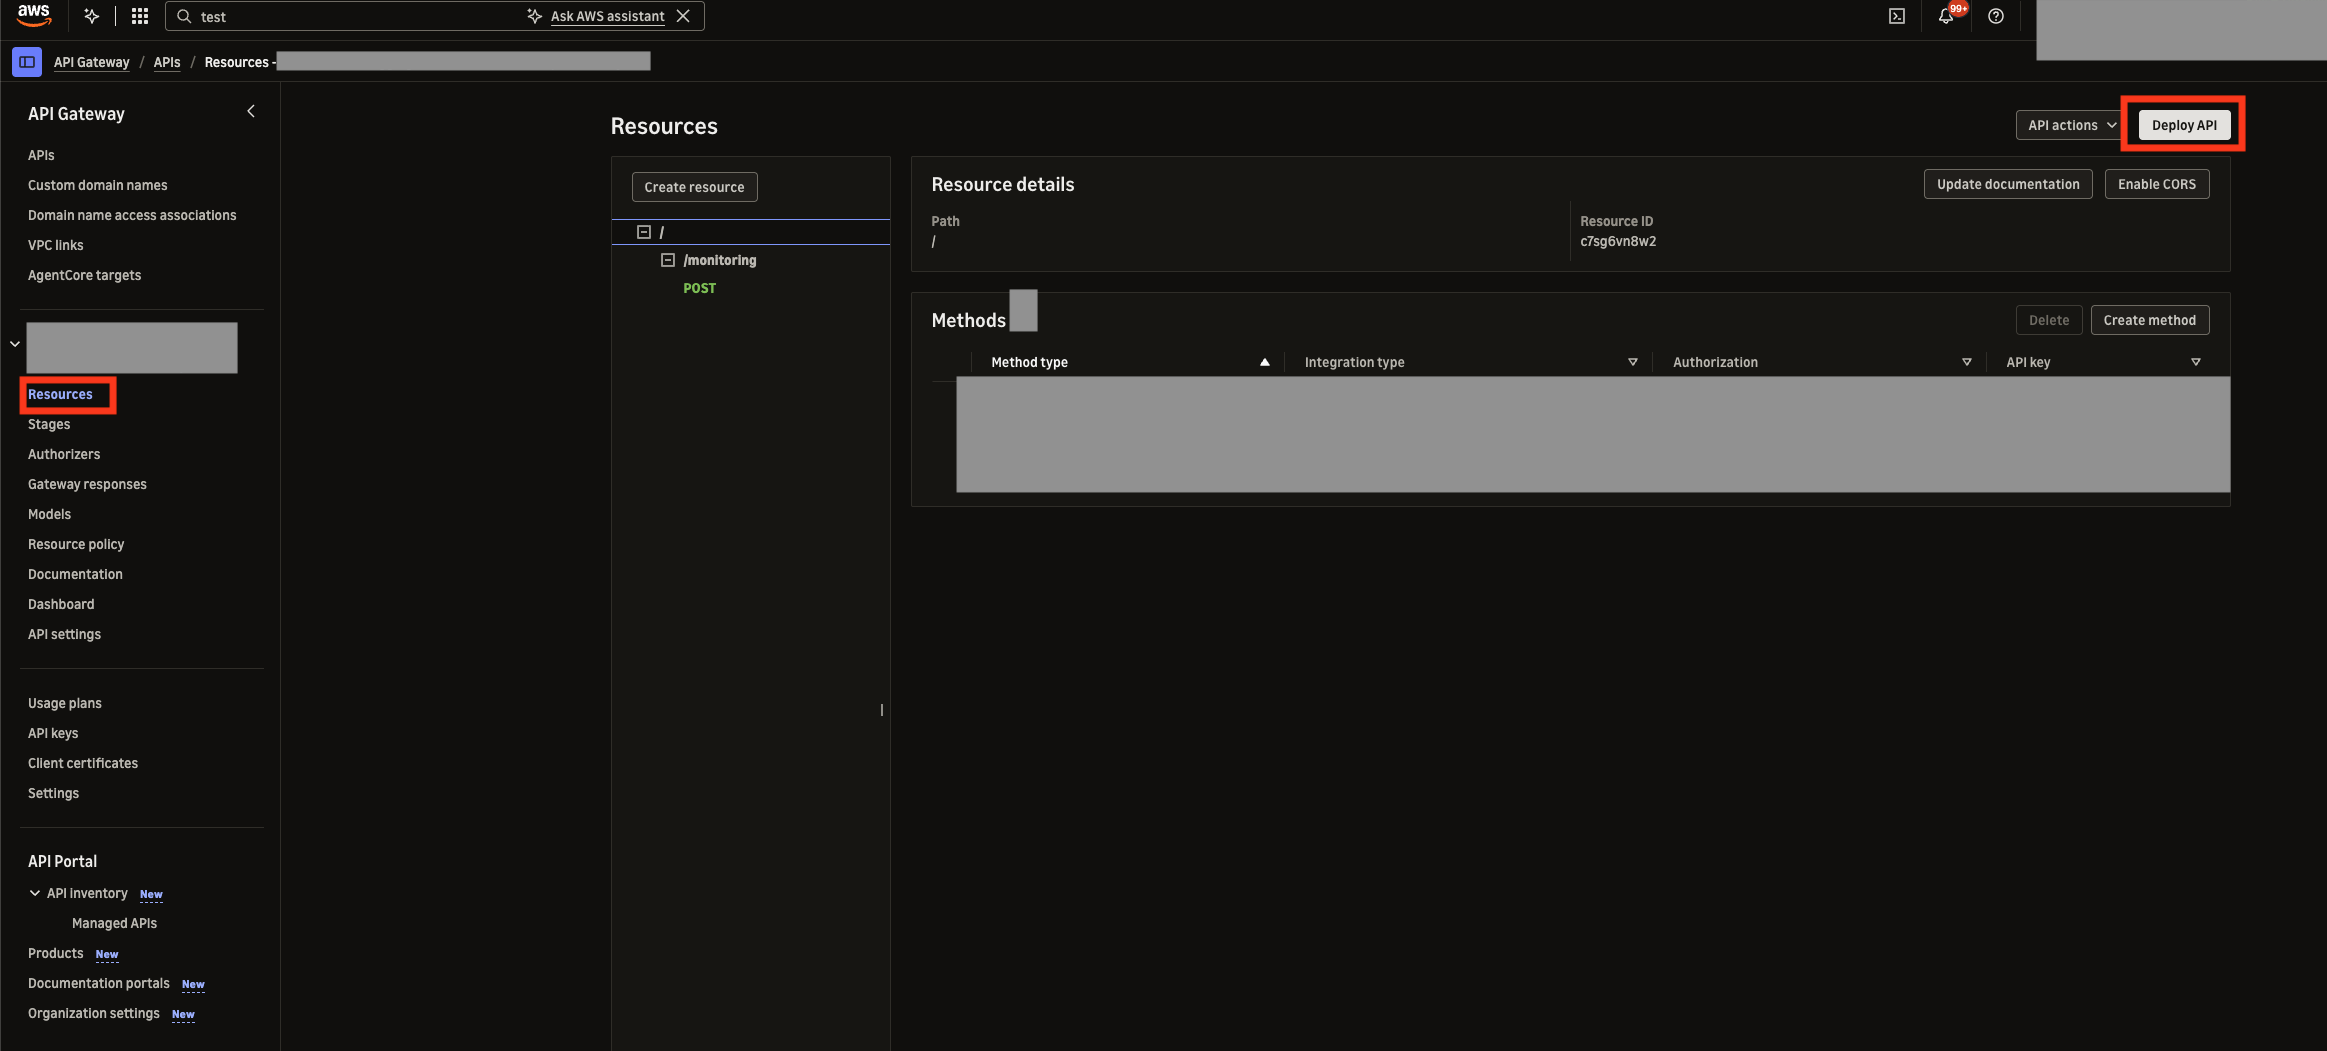 aws
test
Ask AWS assistant
99+
API Gateway / APIs / Resources -
API Gateway
APIs
Custom domain names
Domain name access associations
VPC links
AgentCore targets
Resources
Stages
Authorizers
Gateway responses
Models
Resource policy
Documentation
Dashboard
API settings
Usage plans
API keys
Client certificates
Settings
API Portal
API inventory New
Managed APIs
Products New
Documentation portals New
Organization settings New
Resources
API actions
Deploy API
Create resource
/
/monitoring
POST
Resource details
Update documentation
Enable CORS
Path
/
Resource ID
c7sg6vn8w2
Methods
Delete
Create method
Method type
Integration type
Authorization
API key